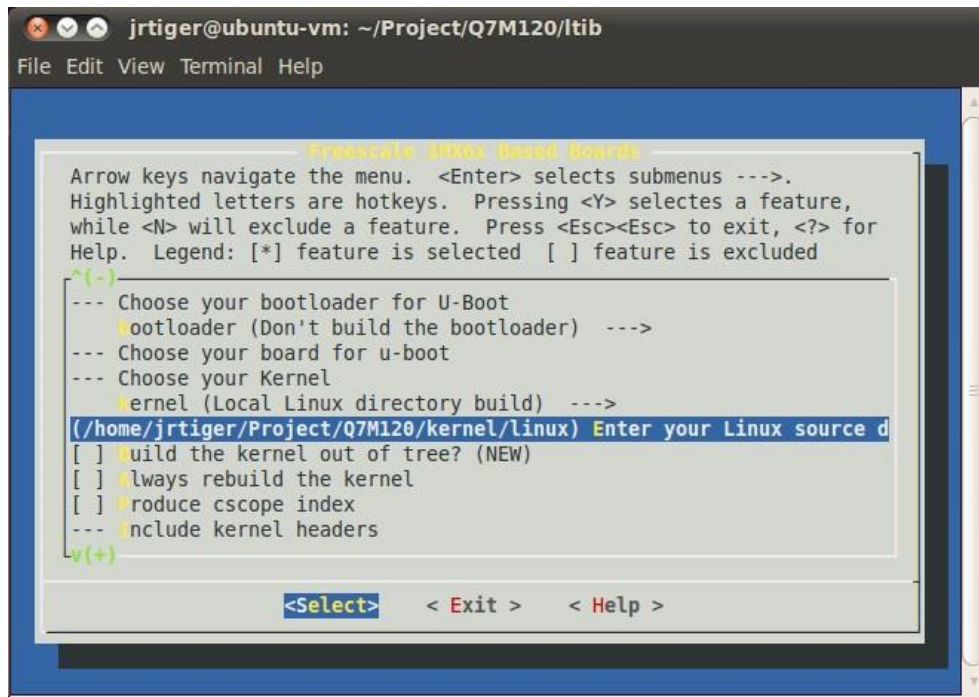 jrtiger@ubuntu-vm: ~/Project/Q7M120/ltib
File Edit View Terminal Help
Freescale iMX6x Based Boards
Arrow keys navigate the menu.  <Enter> selects submenus --->.
Highlighted letters are hotkeys.  Pressing <Y> selectes a feature,
while <N> will exclude a feature.  Press <Esc><Esc> to exit, <?> for
Help.  Legend: [*] feature is selected  [ ] feature is excluded
^(-)
--- Choose your bootloader for U-Boot
bootloader (Don't build the bootloader)  --->
--- Choose your board for u-boot
--- Choose your Kernel
kernel (Local Linux directory build)  --->
(/home/jrtiger/Project/Q7M120/kernel/linux) Enter your Linux source d
[ ] Build the kernel out of tree? (NEW)
[ ] Always rebuild the kernel
[ ] Produce cscope index
--- Include kernel headers
v(+)
<Select>    < Exit >    < Help >